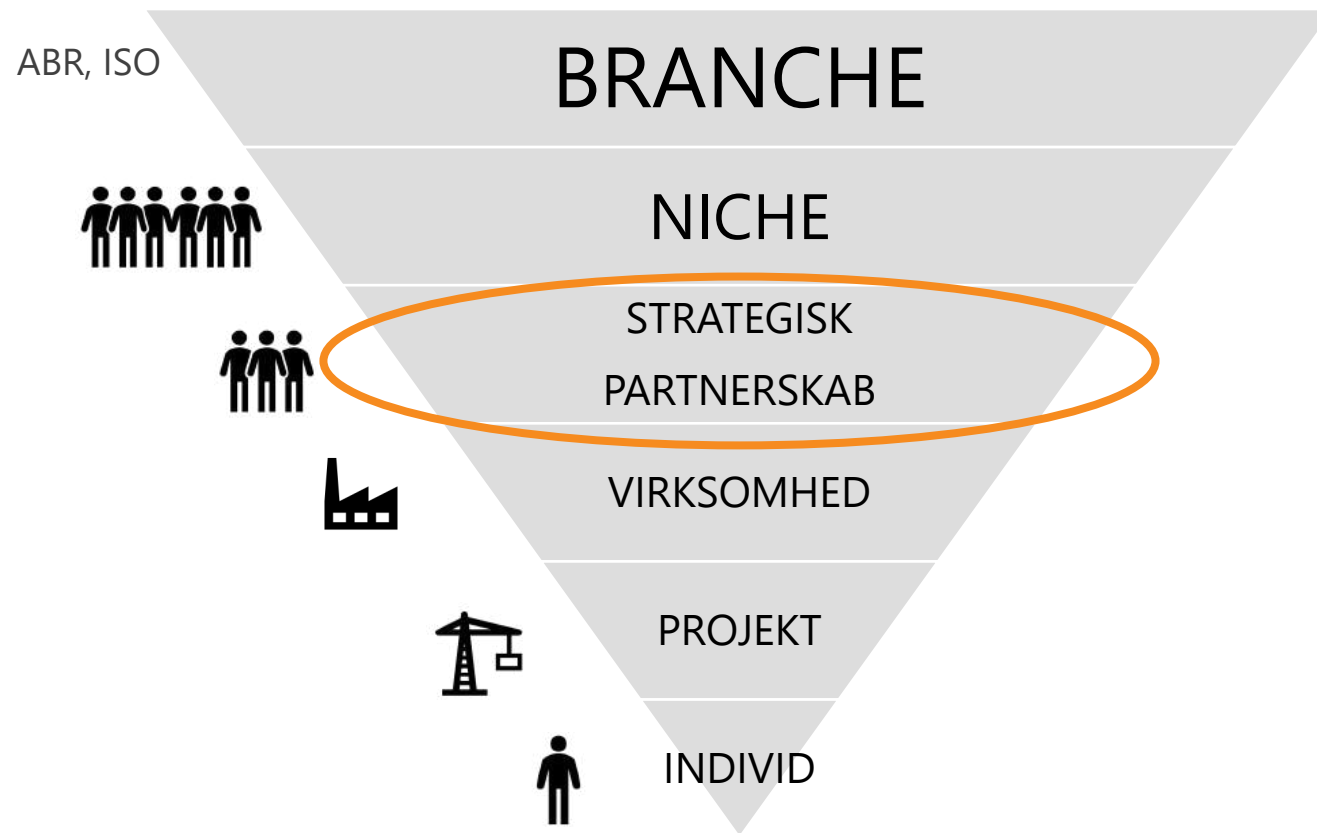 ABR, ISO
BRANCHE
NICHE
STRATEGISK
PARTNERSKAB
VIRKSOMHED
PROJEKT
INDIVID